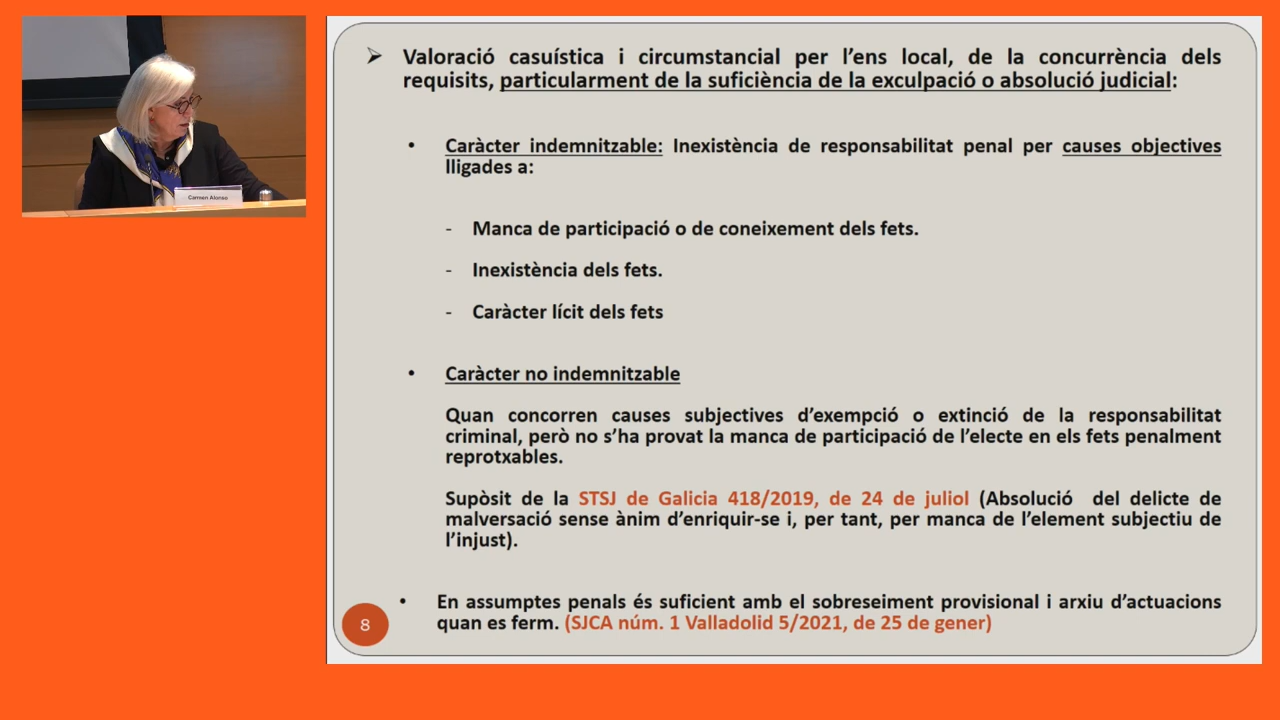 Carmen Alonso
➢ Valoració casuística i circumstancial per l’ens local, de la concurrència dels
requisits, particularment de la suficiència de la exculpació o absolució judicial:
• Caràcter indemnitzable: Inexistència de responsabilitat penal per causes objectives
lligades a:
- Manca de participació o de coneixement dels fets.
- Inexistència dels fets.
- Caràcter lícit dels fets
• Caràcter no indemnitzable
Quan concorren causes subjectives d’exempció o extinció de la responsabilitat
criminal, però no s’ha provat la manca de participació de l’electe en els fets penalment
reprotxables.
Supòsit de la STSJ de Galicia 418/2019, de 24 de juliol (Absolució del delicte de
malversació sense ànim d’enriquir-se i, per tant, per manca de l’element subjectiu de
l’injust).
• En assumptes penals és suficient amb el sobreseiment provisional i arxiu d’actuacions
quan es ferm. (SJCA núm. 1 Valladolid 5/2021, de 25 de gener)
8